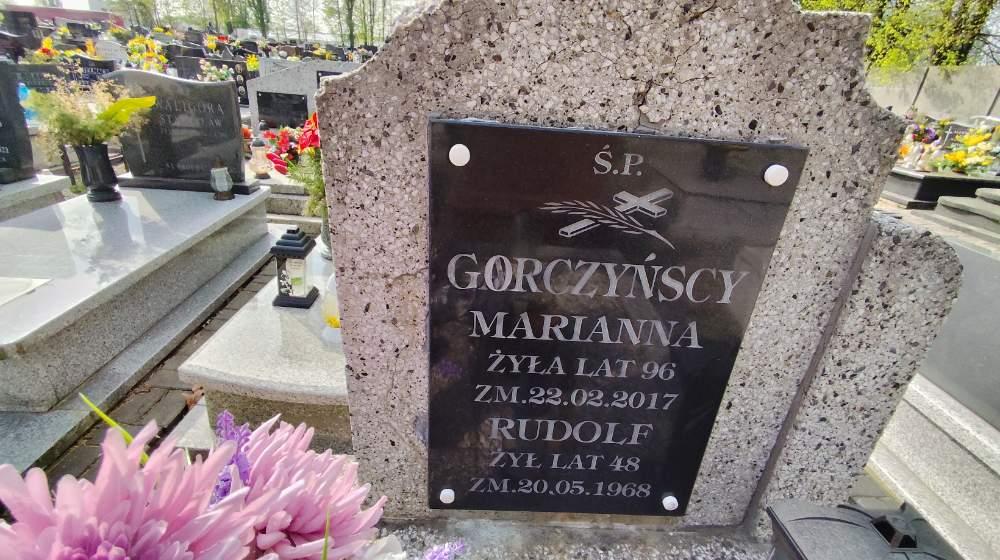 Ś.P.
GORCZYŃSCY
MARIANNA
ŻYŁA LAT 96
ZM.22.02.2017
RUDOLF
ŻYŁ LAT 48
ZM.20.05.1968